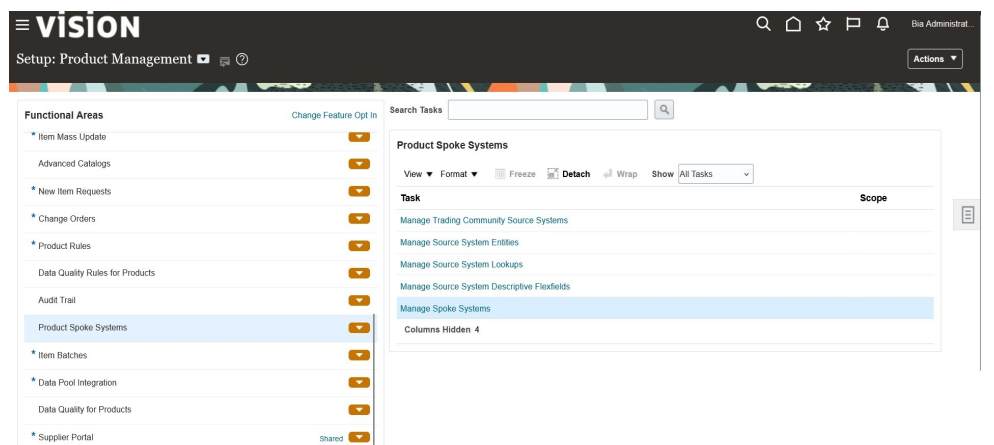 VISION
Bia Administrat...
Setup: Product Management
Actions
Functional Areas
Change Feature Opt In
* Item Mass Update
Advanced Catalogs
* New Item Requests
* Change Orders
* Product Rules
Data Quality Rules for Products
Audit Trail
Product Spoke Systems
* Item Batches
* Data Pool Integration
Data Quality for Products
* Supplier Portal Shared
Search Tasks
Product Spoke Systems
View Format Freeze Detach Wrap Show All Tasks
Task Scope
Manage Trading Community Source Systems
Manage Source System Entities
Manage Source System Lookups
Manage Source System Descriptive Flexfields
Manage Spoke Systems
Columns Hidden 4